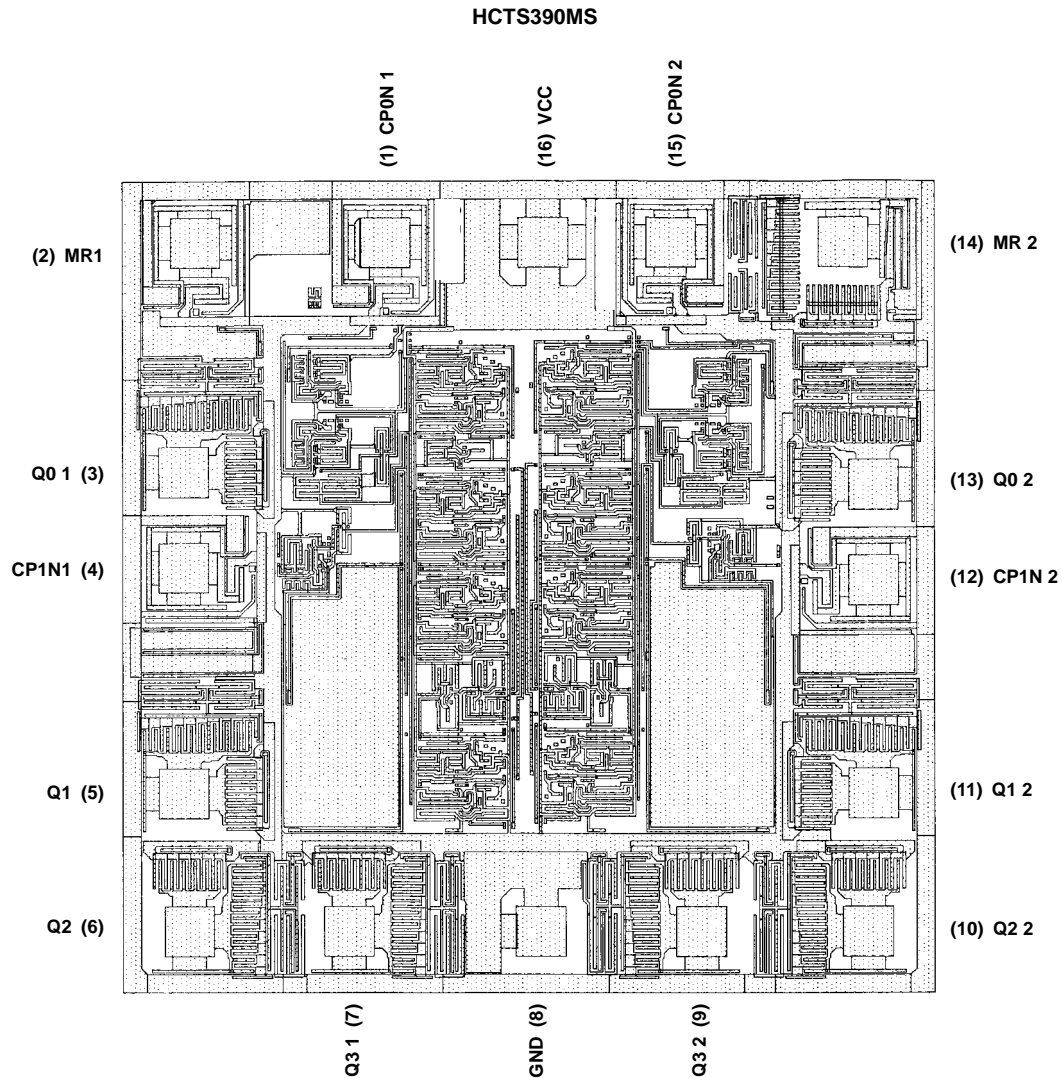 HCTS390MS
(1) CP0N 1
(16) VCC
(15) CP0N 2
(2) MR1
(14) MR 2
Q0 1 (3)
(13) Q0 2
CP1N1 (4)
(12) CP1N 2
Q1 (5)
(11) Q1 2
Q2 (6)
(10) Q2 2
Q3 1 (7)
GND (8)
Q3 2 (9)